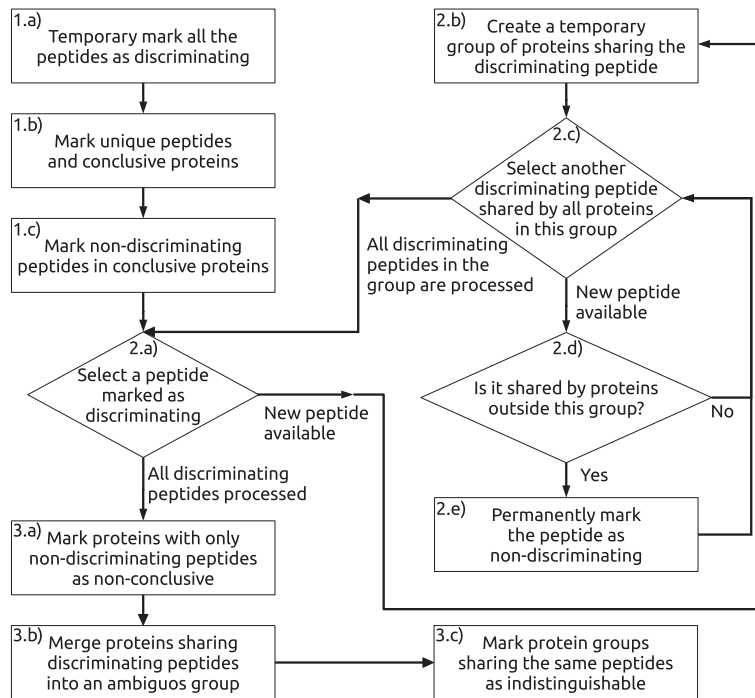 1.a)
Temporary mark all the
peptides as discriminating
1.b)
Mark unique peptides
and conclusive proteins
1.c)
Mark non-discriminating
peptides in conclusive proteins
2.a)
Select a peptide
marked as
discriminating
New peptide
available
All discriminating
peptides processed
3.a)
Mark proteins with only
non-discriminating peptides
as non-conclusive
3.b)
Merge proteins sharing
discriminating peptides
into an ambiguos group
2.b)
Create a temporary
group of proteins sharing the
discriminating peptide
2.c)
Select another
discriminating peptide
shared by all proteins
in this group
All discriminating
peptides in the
group are processed
New peptide
available
2.d)
Is it shared by proteins
outside this group?
No
Yes
2.e)
Permanently mark
the peptide as
non-discriminating
3.c)
Mark protein groups
sharing the same peptides
as indistinguishable